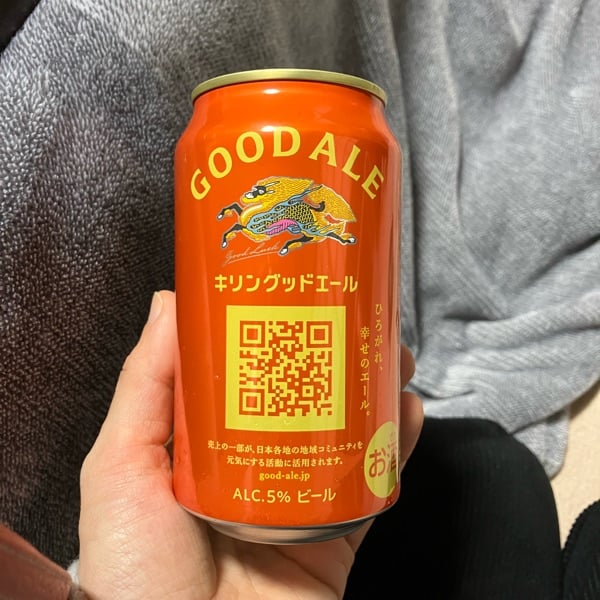 GOOD ALE
Good Luck
キリングッドエール
ひろがれ、
幸せのエール。
売上の一部が、日本各地の地域コミュニティを
元気にする活動に活用されます。
good-ale.jp
お酒
ALC.5% ビール